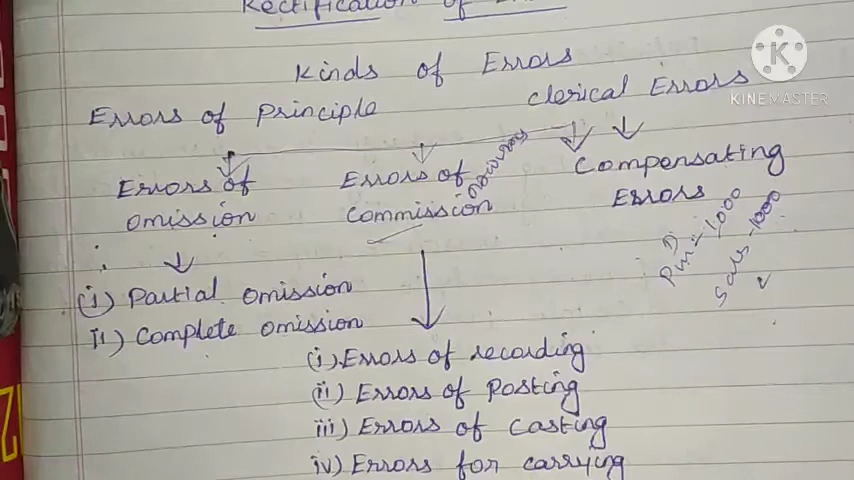 Rectification of
Kinds of Errors
Errors of Principle
Clerical Errors
KINEMASTER
Errors of
omission
Errors of
Commission
Compensating
Errors
(i) Partial omission
ii) Complete omission
Pur = 1,000
Sales - 1000
(i) Errors of recording
(ii) Errors of Posting
iii) Errors of Casting
iv) Errors for carrying